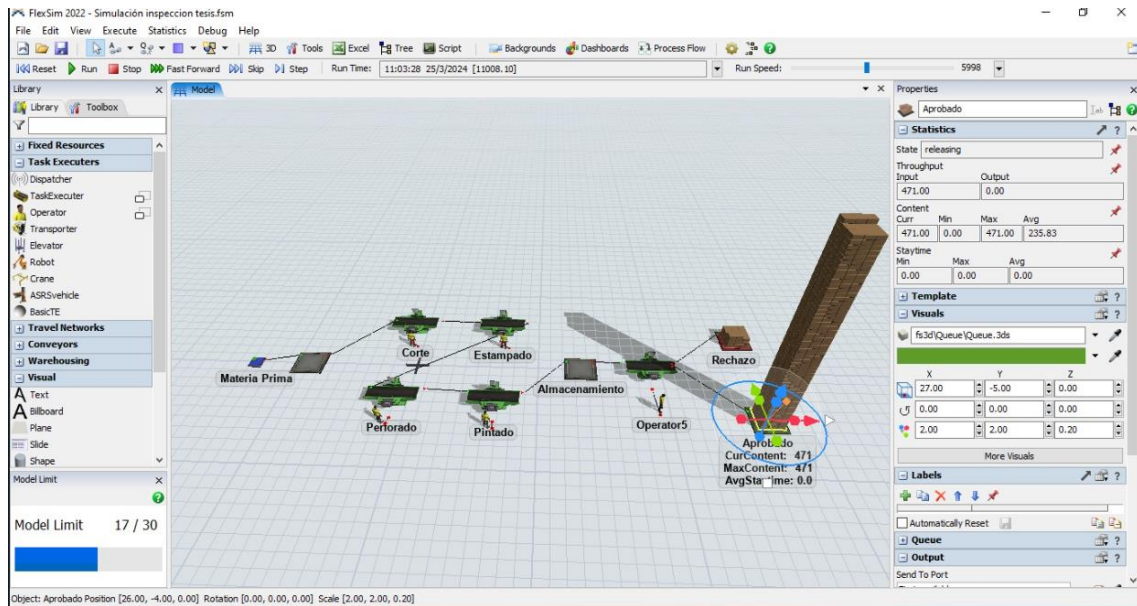 FlexSim 2022 - Simulación inspeccion tesis.fsm
File Edit View Execute Statistics Debug Help
3D Tools Excel Tree Script Backgrounds Dashboards Process Flow
Reset Run Stop Fast Forward Skip Step Run Time: 11:03:28 25/3/2024 [11008.10] Run Speed: 5998
Library
Library Toolbox
Fixed Resources
Task Executers
Dispatcher
TaskExecuter
Operator
Transporter
Elevator
Robot
Crane
ASRSvehicle
BasicTE
Travel Networks
Conveyors
Warehousing
Visual
Text
Billboard
Plane
Slide
Shape
Model Limit
Model Limit 17 / 30
Model
Corte
Estampado
Materia Prima
Rechazo
Almacenamiento
Perforado
Pintado
Operator5
Aprobado
CurContent: 471
MaxContent: 471
Properties
Aprobado
Statistics
State releasing
Throughput
Input Output
471.00 0.00
Content
Curr Min Max Avg
471.00 0.00 471.00 235.83
Staytime
Min Max Avg
0.00 0.00 0.00
Template
Visuals
fs3d\Queue\Queue.3ds
X Y Z
27.00 -5.00 0.00
0.00 0.00 0.00
2.00 2.00 0.20
More Visuals
Labels
Automatically Reset
Queue
Output
Send To Port
Object: Aprobado Position [26.00, -4.00, 0.00] Rotation [0.00, 0.00, 0.00] Scale [2.00, 2.00, 0.20]